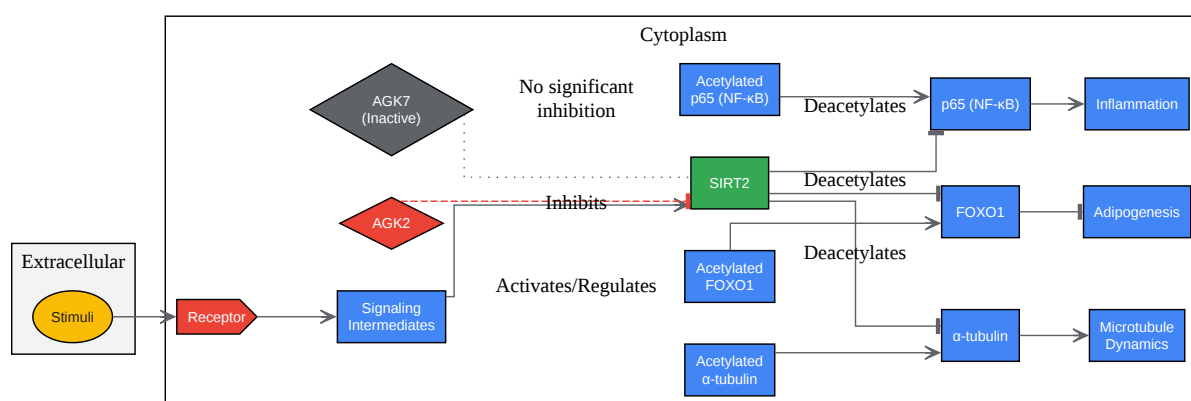 Cytoplasm
AGK7
(Inactive)
No significant
inhibition
Acetylated
p65 (NF-κB)
Deacetylates
p65 (NF-κB)
Inflammation
SIRT2
Deacetylates
AGK2
Inhibits
FOXO1
Adipogenesis
Extracellular
Stimuli
Receptor
Signaling
Intermediates
Activates/Regulates
Acetylated
FOXO1
Deacetylates
α-tubulin
Microtubule
Dynamics
Acetylated
α-tubulin